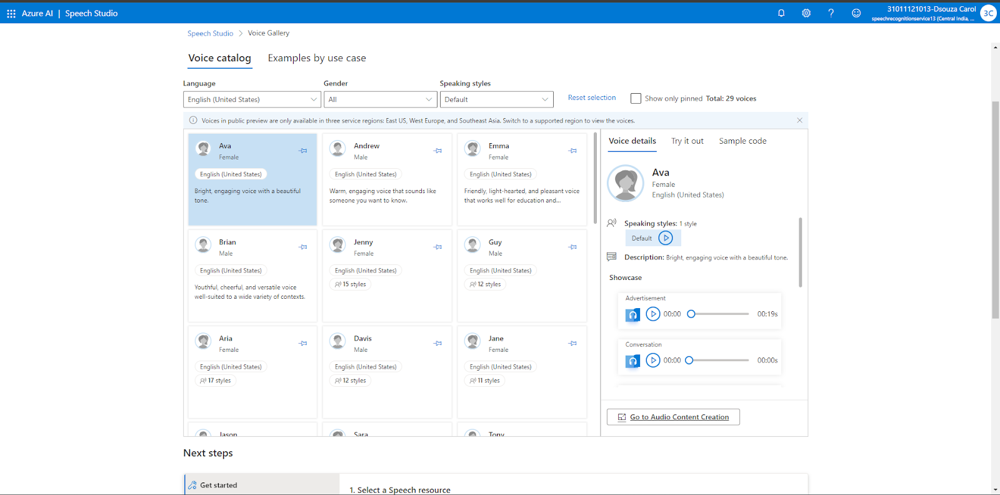 Azure AI | Speech Studio
31011121013-Dsouza Carol
speechrecognitionservice13 (Central India, ...
3C
Speech Studio > Voice Gallery
Voice catalog
Examples by use case
Language
Gender
Speaking styles
English (United States)
All
Default
Reset selection
Show only pinned Total: 29 voices
Voices in public preview are only available in three service regions: East US, West Europe, and Southeast Asia. Switch to a supported region to view the voices.
Ava
Female
English (United States)
Bright, engaging voice with a beautiful
tone.
Andrew
Male
English (United States)
Warm, engaging voice that sounds like
someone you want to know.
Emma
Female
English (United States)
Friendly, light-hearted, and pleasant voice
that works well for education and...
Brian
Male
English (United States)
Youthful, cheerful, and versatile voice
well-suited to a wide variety of contexts.
Jenny
Female
English (United States)
15 styles
Guy
Male
English (United States)
12 styles
Aria
Female
English (United States)
17 styles
Davis
Male
English (United States)
12 styles
Jane
Female
English (United States)
11 styles
Jason
Sara
Tony
Voice details
Try it out
Sample code
Ava
Female
English (United States)
Speaking styles: 1 style
Default
Description: Bright, engaging voice with a beautiful tone.
Showcase
Advertisement
00:00
00:19s
Conversation
00:00
00:00s
Go to Audio Content Creation
Next steps
Get started
1. Select a Speech resource